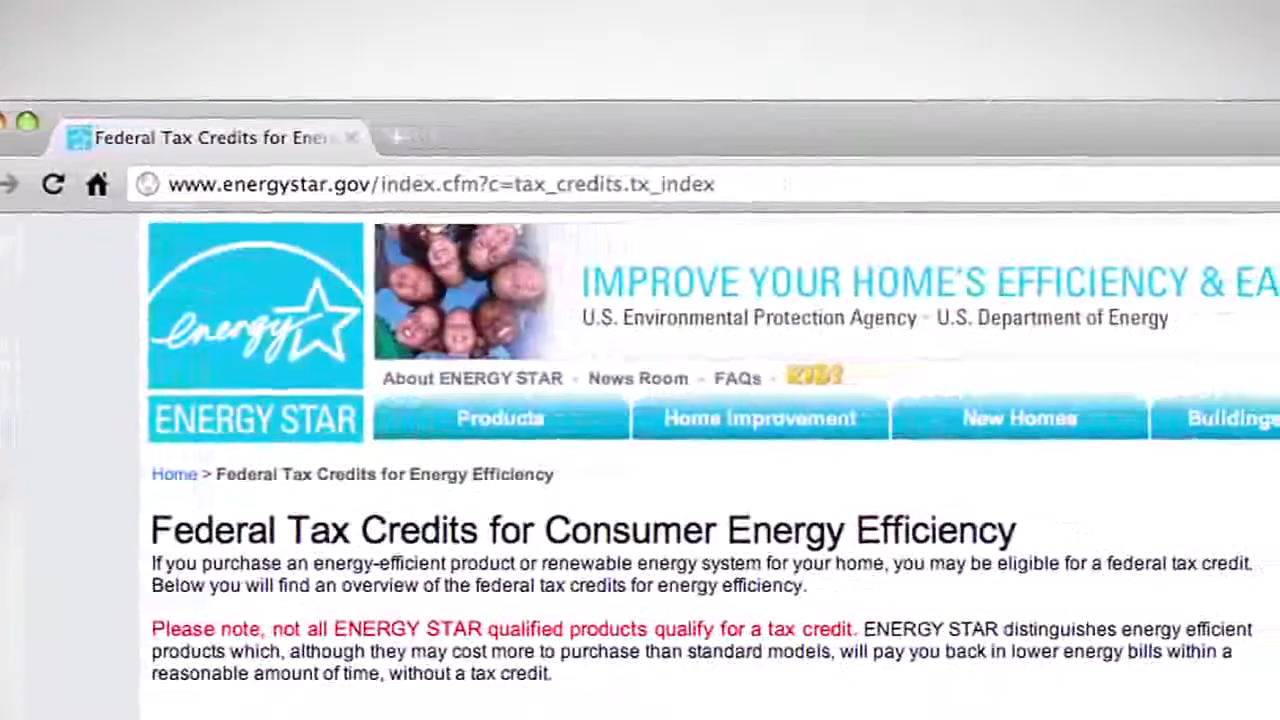 Federal Tax Credits for Ener
www.energystar.gov/index.cfm?c=tax_credits.tx_index
energy
ENERGY STAR
IMPROVE YOUR HOME'S EFFICIENCY & EA
U.S. Environmental Protection Agency - U.S. Department of Energy
About ENERGY STAR - News Room - FAQs - KIDS
Products Home Improvement New Homes Buildings
Home > Federal Tax Credits for Energy Efficiency
Federal Tax Credits for Consumer Energy Efficiency
If you purchase an energy-efficient product or renewable energy system for your home, you may be eligible for a federal tax credit.
Below you will find an overview of the federal tax credits for energy efficiency.
Please note, not all ENERGY STAR qualified products qualify for a tax credit. ENERGY STAR distinguishes energy efficient
products which, although they may cost more to purchase than standard models, will pay you back in lower energy bills within a
reasonable amount of time, without a tax credit.